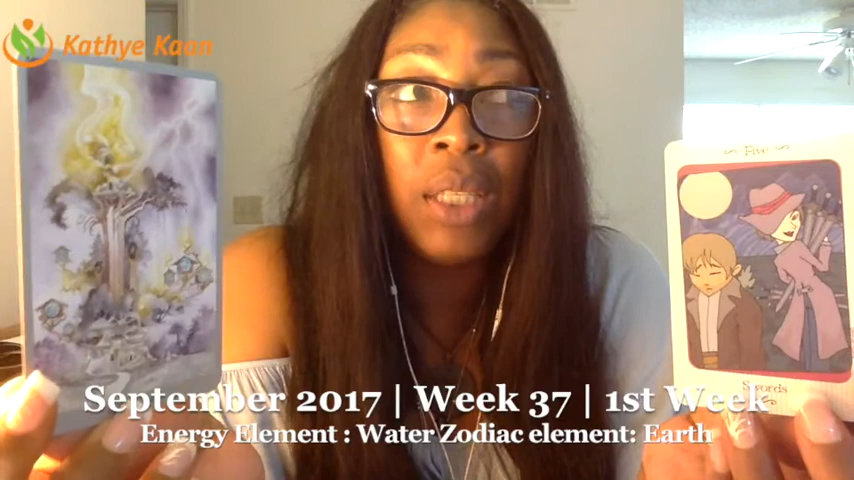 Kathye Kaan
Five
Swords
September 2017 | Week 37 | 1st Week
Energy Element : Water Zodiac element: Earth